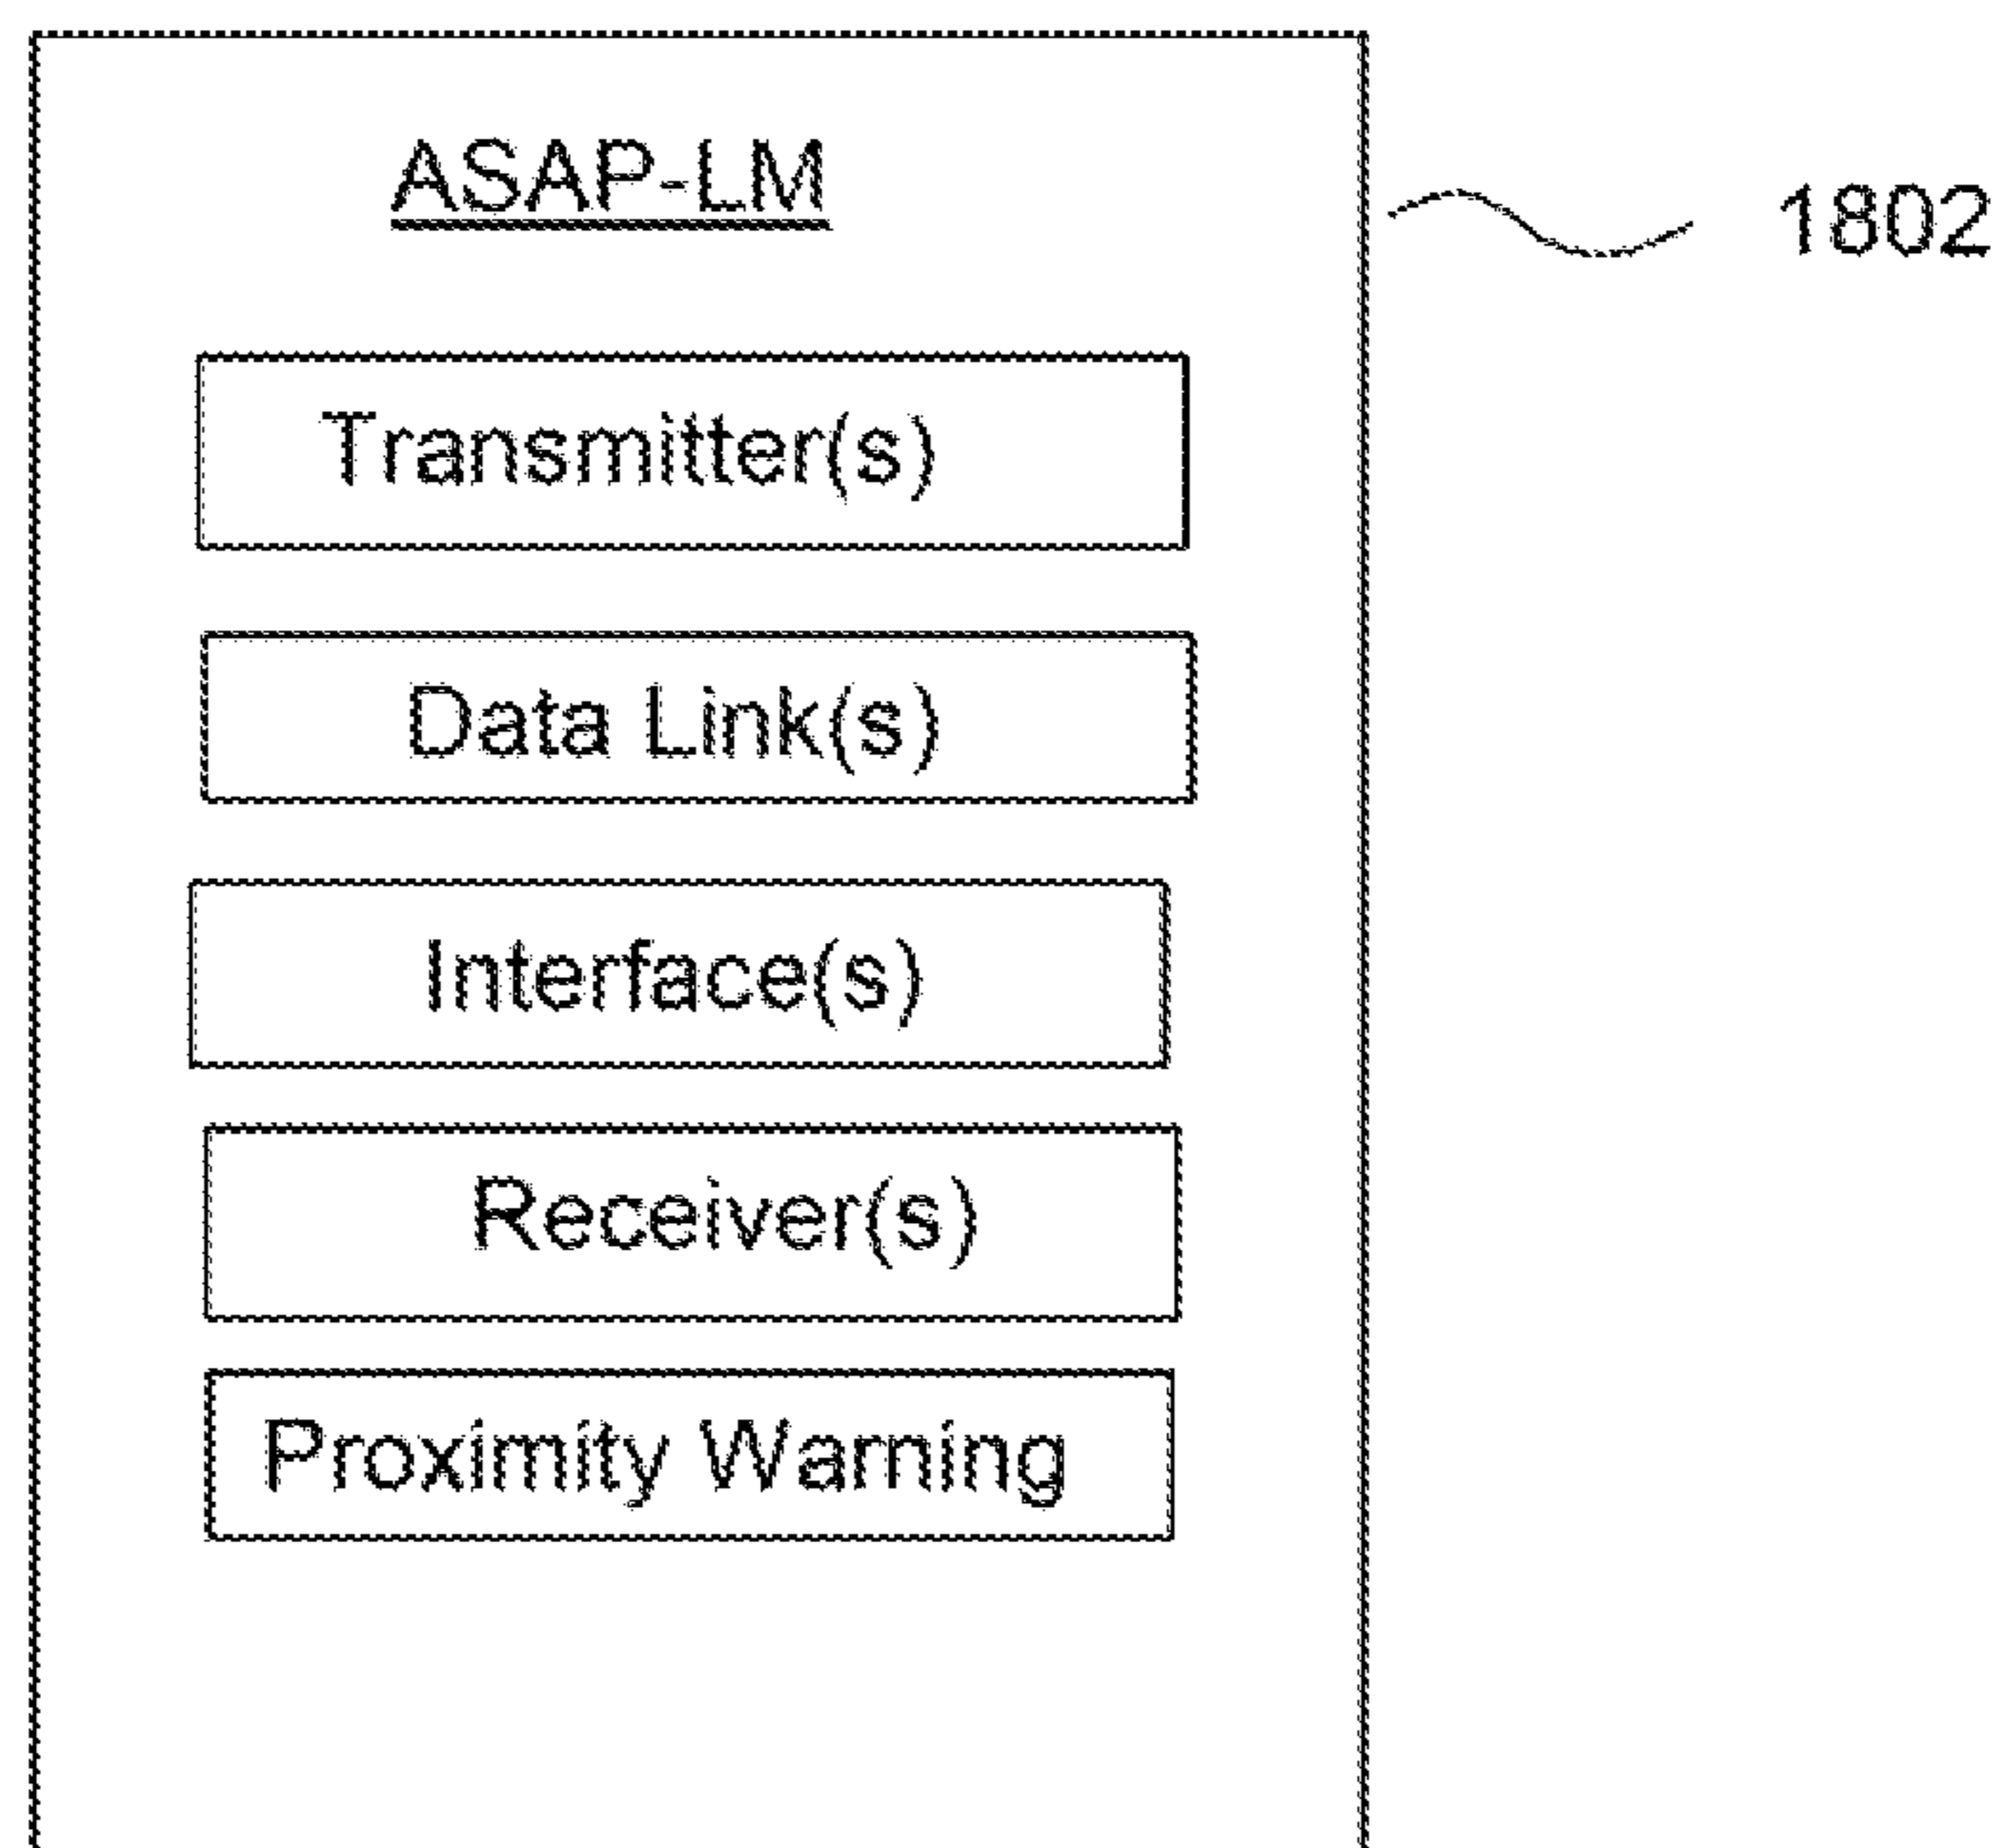 ASAP-LM
1802
Transmitter(s)
Data Link(s)
Interface(s)
Receiver(s)
Proximity Warning